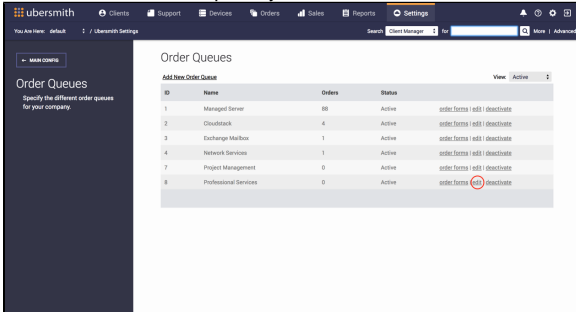 ubersmith Clients Support Devices Orders Sales Reports Settings
You Are Here: default / Ubersmith Settings Search Client Manager for More | Advanced
← MAIN CONFIG
Order Queues
Specify the different order queues
for your company.
Order Queues
Add New Order Queue View: Active
ID Name Orders Status
1 Managed Server 88 Active order forms | edit | deactivate
2 Cloudstack 4 Active order forms | edit | deactivate
3 Exchange Mailbox 1 Active order forms | edit | deactivate
4 Network Services 1 Active order forms | edit | deactivate
7 Project Management 0 Active order forms | edit | deactivate
8 Professional Services 0 Active order forms | edit | deactivate